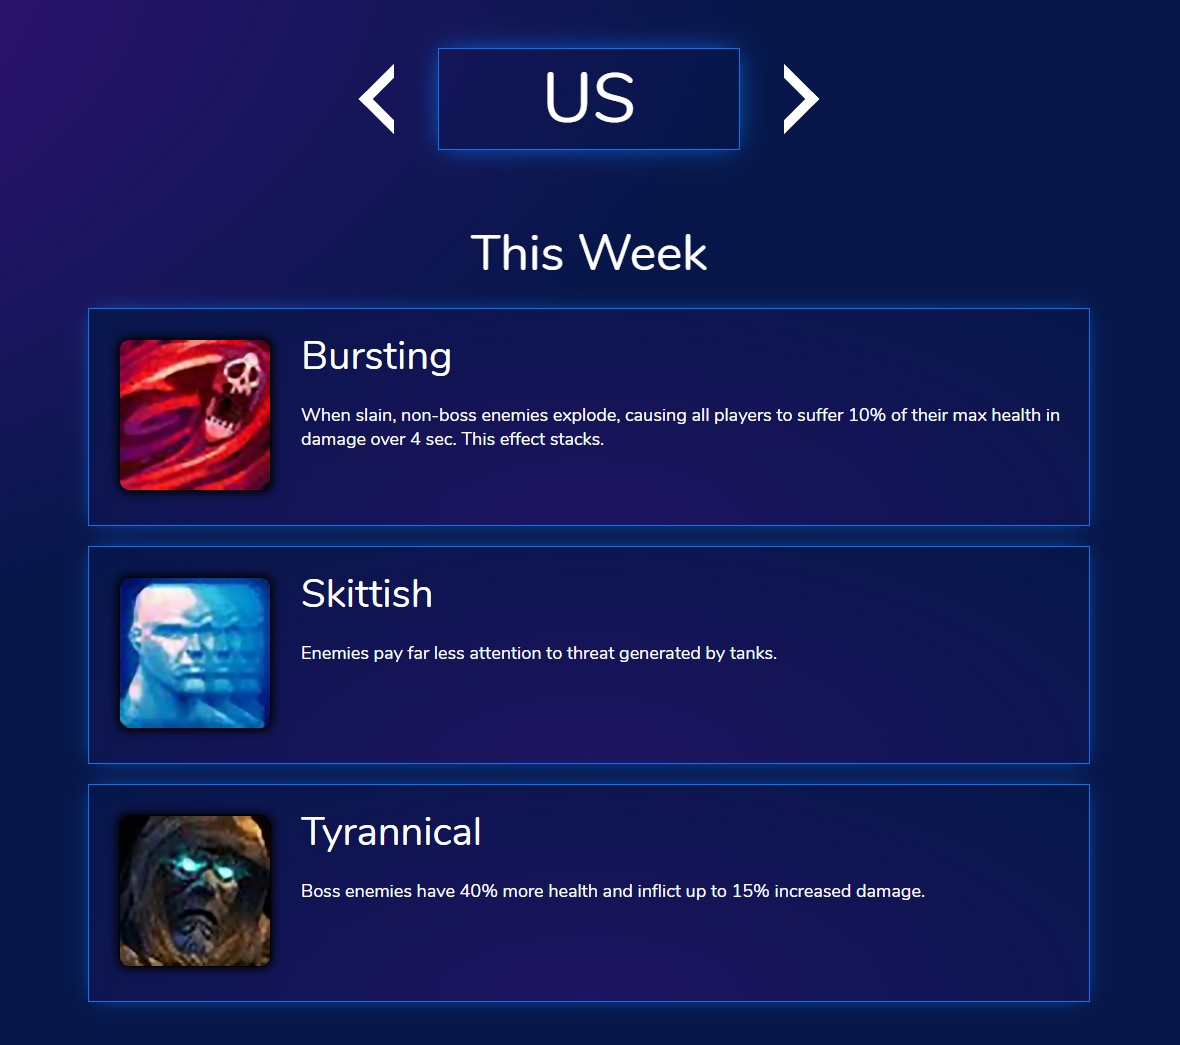 US
This Week
Bursting
When slain, non-boss enemies explode, causing all players to suffer 10% of their max health in
damage over 4 sec. This effect stacks.
Skittish
Enemies pay far less attention to threat generated by tanks.
Tyrannical
Boss enemies have 40% more health and inflict up to 15% increased damage.